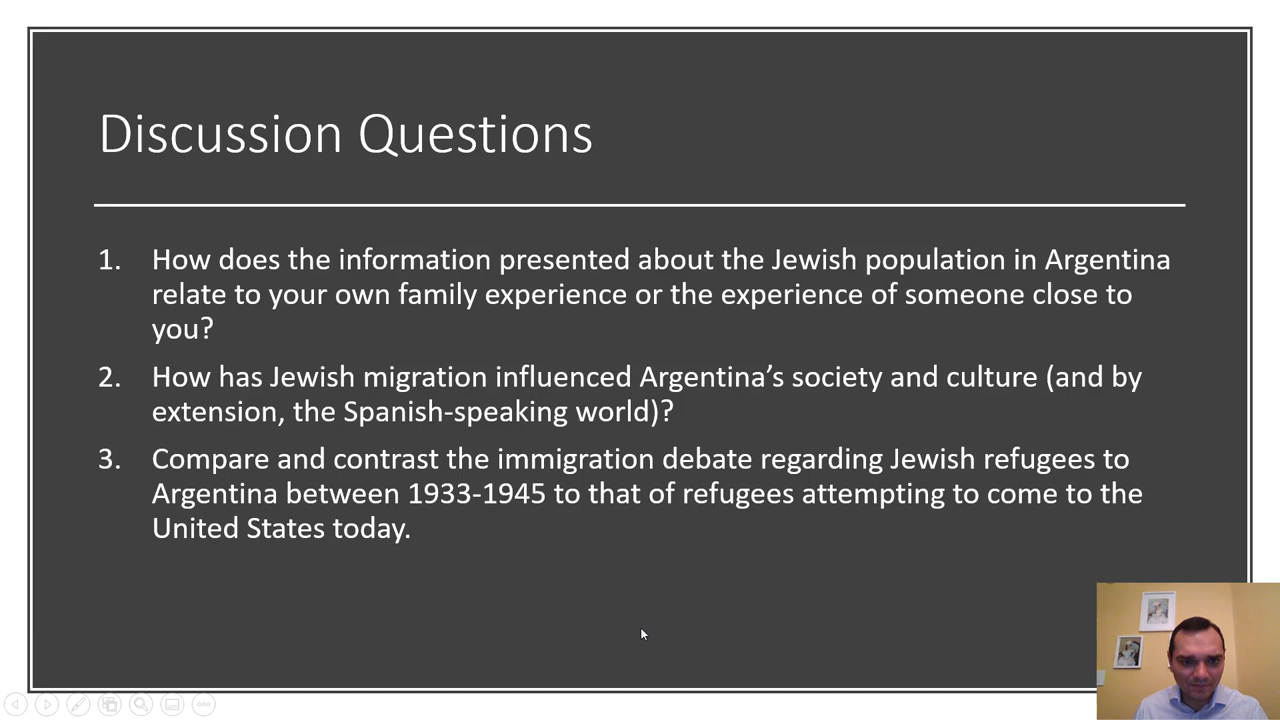 Discussion Questions
1. How does the information presented about the Jewish population in Argentina
relate to your own family experience or the experience of someone close to
you?
2. How has Jewish migration influenced Argentina’s society and culture (and by
extension, the Spanish-speaking world)?
3. Compare and contrast the immigration debate regarding Jewish refugees to
Argentina between 1933-1945 to that of refugees attempting to come to the
United States today.